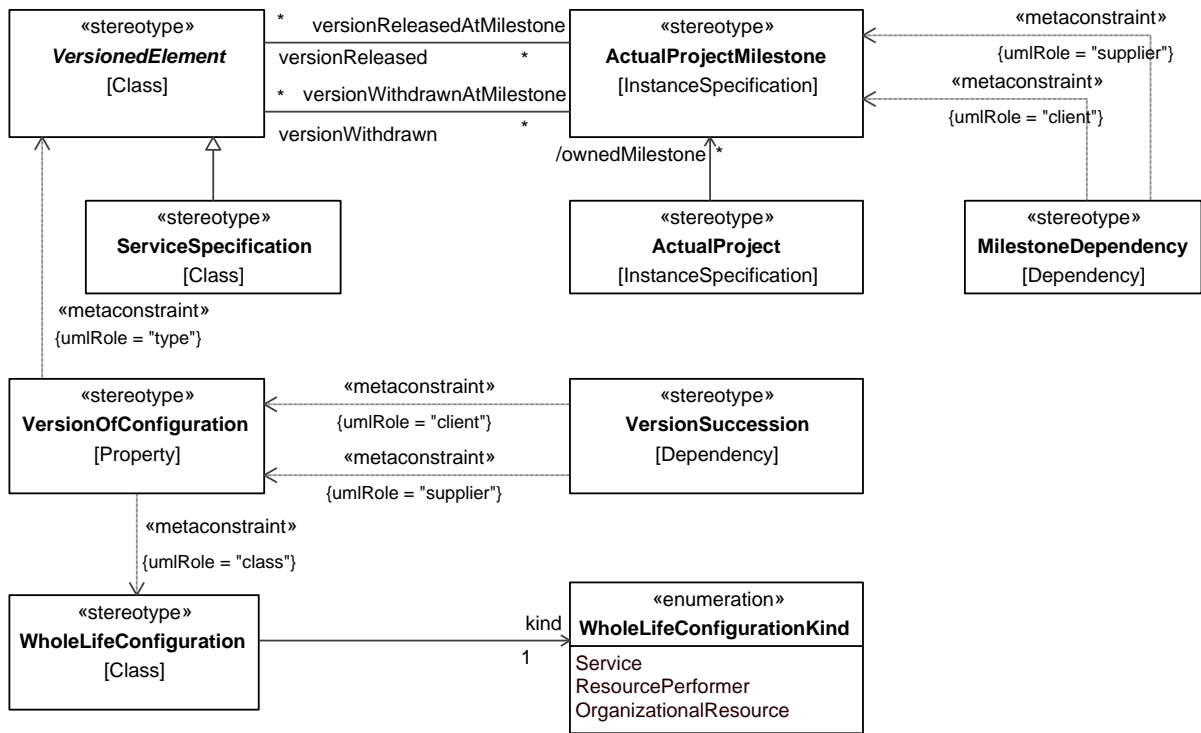 «stereotype»
VersionedElement
[Class]
* versionReleasedAtMilestone
versionReleased *
* versionWithdrawnAtMilestone
versionWithdrawn *
«stereotype»
ActualProjectMilestone
[InstanceSpecification]
«metaconstraint»
{umlRole = "supplier"}
«metaconstraint»
{umlRole = "client"}
/ownedMilestone *
«stereotype»
ServiceSpecification
[Class]
«stereotype»
ActualProject
[InstanceSpecification]
«stereotype»
MilestoneDependency
[Dependency]
«metaconstraint»
{umlRole = "type"}
«stereotype»
VersionOfConfiguration
[Property]
«metaconstraint»
{umlRole = "client"}
«metaconstraint»
{umlRole = "supplier"}
«stereotype»
VersionSuccession
[Dependency]
«metaconstraint»
{umlRole = "class"}
«stereotype»
WholeLifeConfiguration
[Class]
kind
1
«enumeration»
WholeLifeConfigurationKind
Service
ResourcePerformer
OrganizationalResource